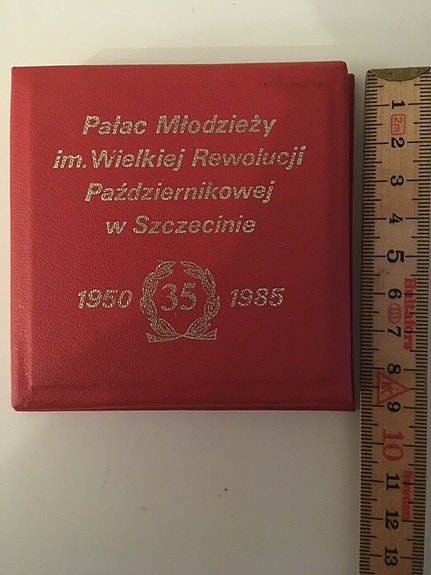 Pałac Młodzieży
im. Wielkiej Rewolucji
Październikowej
w Szczecinie
1950 35 1985
1
2m
2
3
4
5
6
7
8
9
10
11
12
13